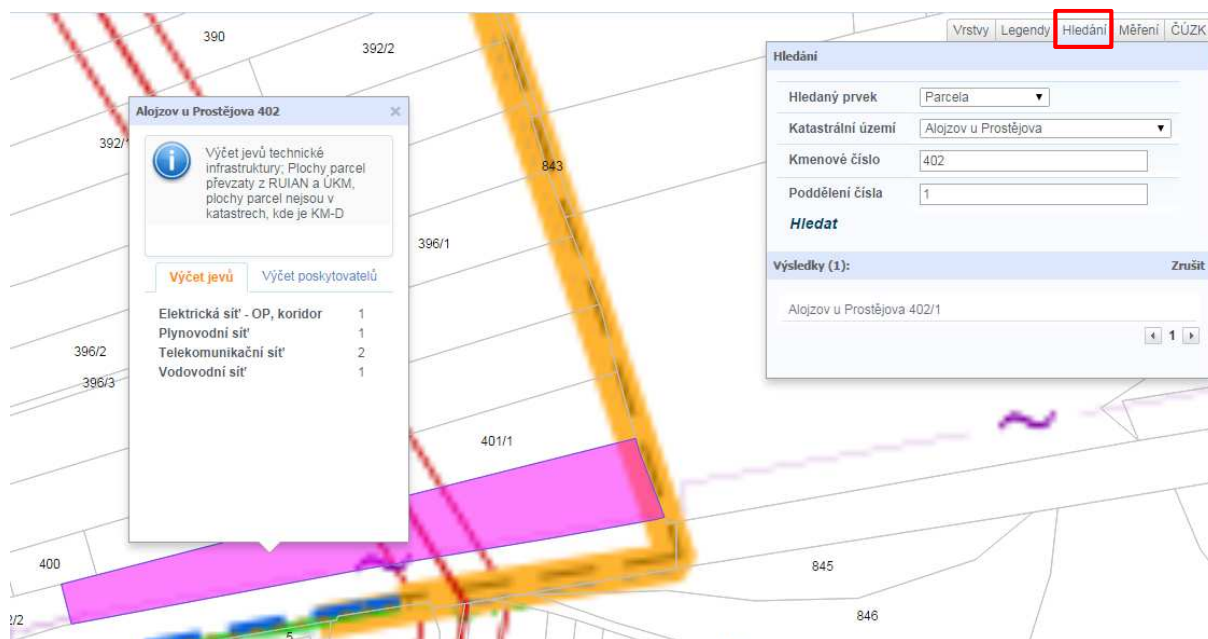 390
392/2
Vrstvy Legendy Hledání Měření ČÚZK
Hledání
Hledaný prvek Parcela
Katastrální území Alojzov u Prostějova
Kmenové číslo 402
Poddělení čísla 1
Hledat
Výsledky (1): Zrušit
Alojzov u Prostějova 402/1
1
Alojzov u Prostějova 402
Výčet jevů technické
infrastruktury; Plochy parcel
převzaty z RUIAN a ÚKM,
plochy parcel nejsou v
katastrech, kde je KM-D
Výčet jevů Výčet poskytovatelů
Elektrická síť - OP, koridor 1
Plynovodní síť 1
Telekomunikační síť 2
Vodovodní síť 1
392/
843
396/1
396/2
396/3
401/1
400
845
846
2/2
5